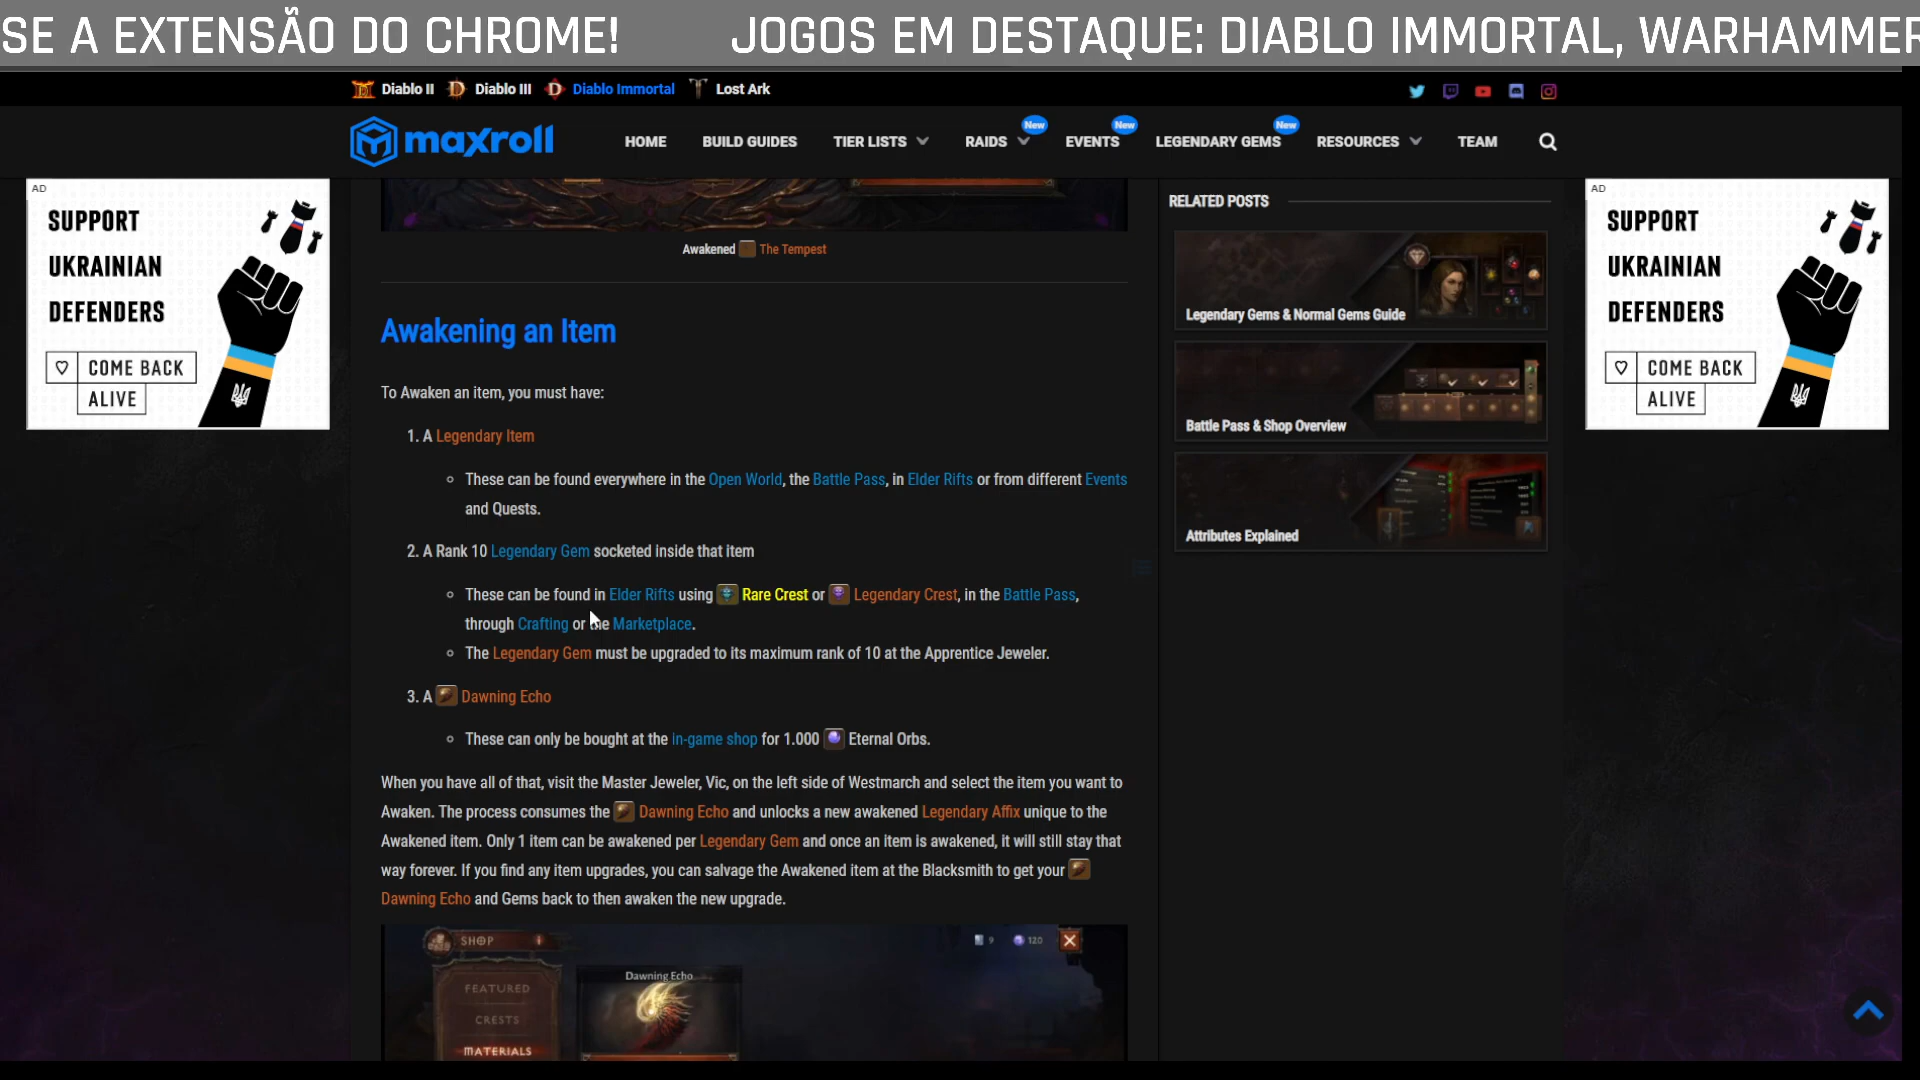 SE A EXTENSÃO DO CHROME! JOGOS EM DESTAQUE: DIABLO IMMORTAL, WARHAMMER
Diablo II Diablo III Diablo Immortal Lost Ark
maxroll
HOME BUILD GUIDES TIER LISTS RAIDS New EVENTS New LEGENDARY GEMS New RESOURCES TEAM
AD
SUPPORT
UKRAINIAN
DEFENDERS
COME BACK
ALIVE
Awakened The Tempest
Awakening an Item
To Awaken an item, you must have:
1. A Legendary Item
These can be found everywhere in the Open World, the Battle Pass, in Elder Rifts or from different Events
and Quests.
2. A Rank 10 Legendary Gem socketed inside that item
These can be found in Elder Rifts using Rare Crest or Legendary Crest, in the Battle Pass,
through Crafting or the Marketplace.
The Legendary Gem must be upgraded to its maximum rank of 10 at the Apprentice Jeweler.
3. A Dawning Echo
These can only be bought at the in-game shop for 1.000 Eternal Orbs.
When you have all of that, visit the Master Jeweler, Vic, on the left side of Westmarch and select the item you want to
Awaken. The process consumes the Dawning Echo and unlocks a new awakened Legendary Affix unique to the
Awakened item. Only 1 item can be awakened per Legendary Gem and once an item is awakened, it will still stay that
way forever. If you find any item upgrades, you can salvage the Awakened item at the Blacksmith to get your
Dawning Echo and Gems back to then awaken the new upgrade.
SHOP
9 120
Dawning Echo
FEATURED
CRESTS
MATERIALS
RELATED POSTS
Legendary Gems & Normal Gems Guide
Battle Pass & Shop Overview
Attributes Explained
AD
SUPPORT
UKRAINIAN
DEFENDERS
COME BACK
ALIVE